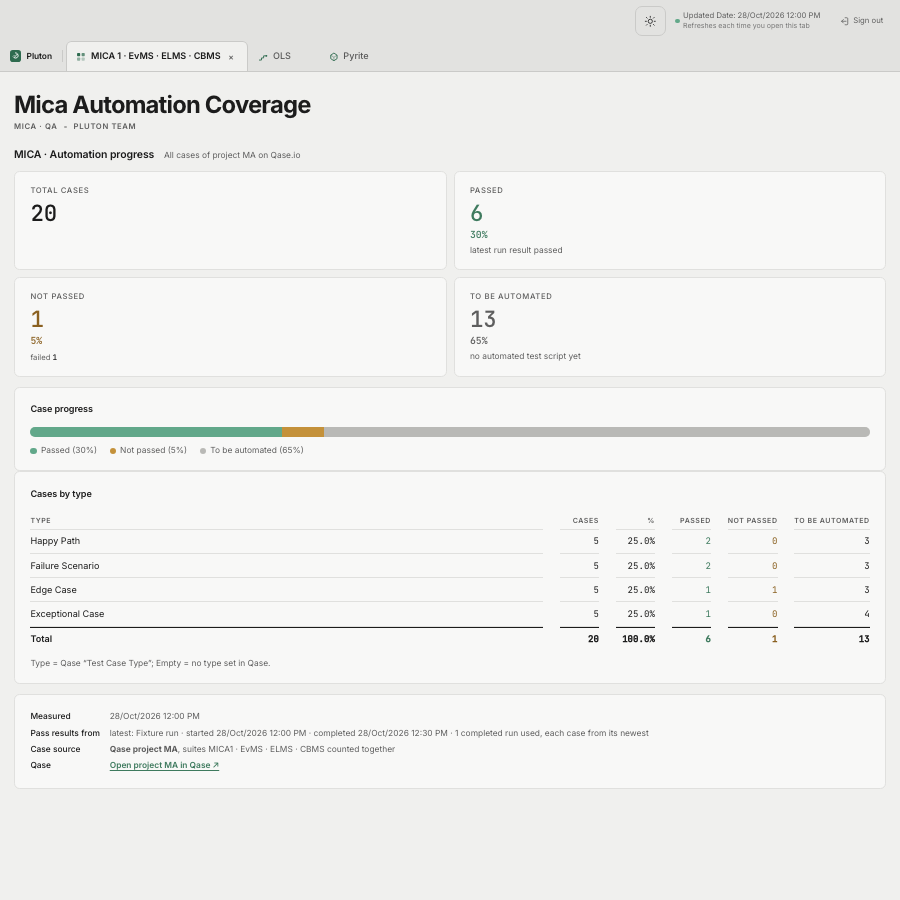 Updated Date: 28/Oct/2026 12:00 PM
Refreshes each time you open this tab
Sign out
Pluton
MICA 1 · EvMS · ELMS · CBMS ×
OLS
Pyrite
Mica Automation Coverage
MICA · QA - PLUTON TEAM
MICA · Automation progress All cases of project MA on Qase.io
TOTAL CASES
20
PASSED
6
30%
latest run result passed
NOT PASSED
1
5%
failed 1
TO BE AUTOMATED
13
65%
no automated test script yet
Case progress
Passed (30%) Not passed (5%) To be automated (65%)
Cases by type
TYPE CASES % PASSED NOT PASSED TO BE AUTOMATED
Happy Path 5 25.0% 2 0 3
Failure Scenario 5 25.0% 2 0 3
Edge Case 5 25.0% 1 1 3
Exceptional Case 5 25.0% 1 0 4
Total 20 100.0% 6 1 13
Type = Qase "Test Case Type"; Empty = no type set in Qase.
Measured 28/Oct/2026 12:00 PM
Pass results from latest: Fixture run · started 28/Oct/2026 12:00 PM · completed 28/Oct/2026 12:30 PM · 1 completed run used, each case from its newest
Case source Qase project MA, suites MICA1 · EvMS · ELMS · CBMS counted together
Qase Open project MA in Qase ↗